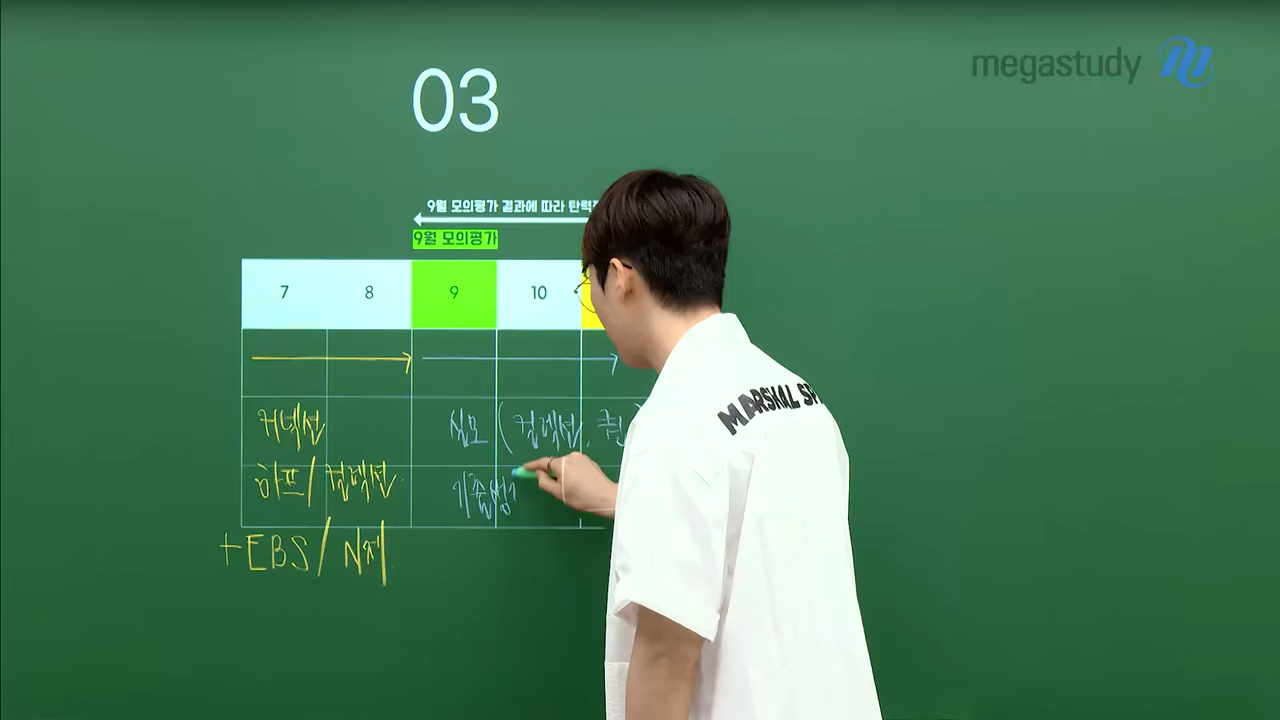 megastudy
03
9월 모의평가 결과에 따라 탄력
9월 모의평가
7 8 9 10
커넥션 실모 (컬렉션,
하프/컬렉션 기출
+EBS/N제
MARSHAL SP